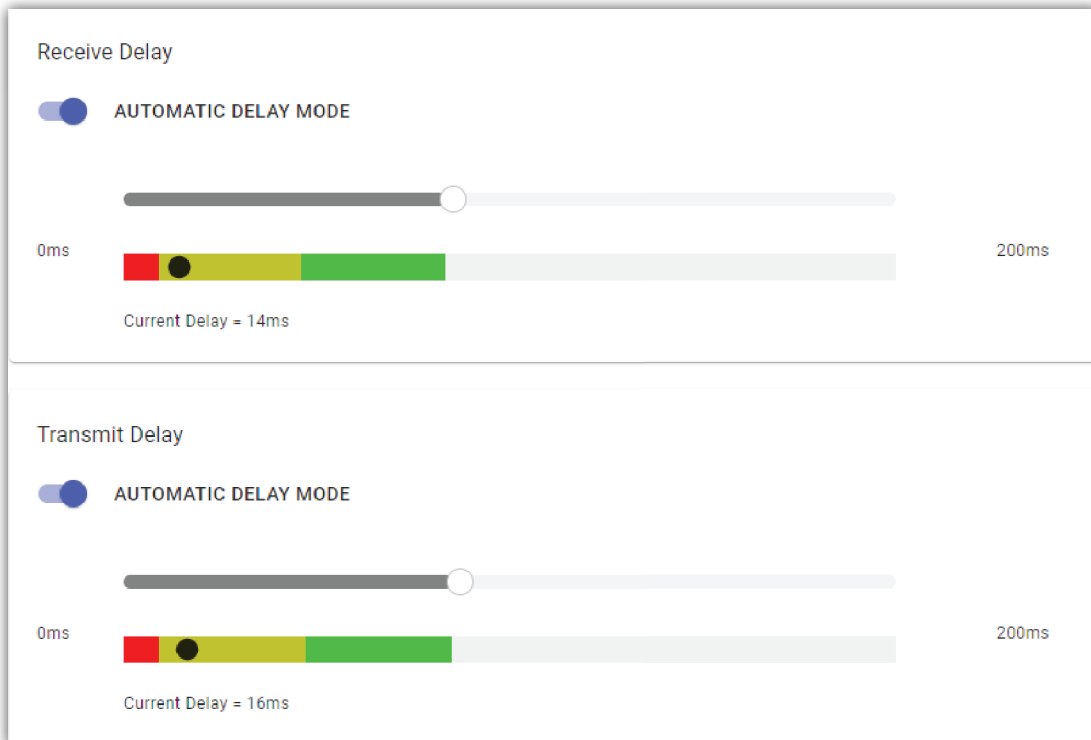 Receive Delay
AUTOMATIC DELAY MODE
0ms
200ms
Current Delay = 14ms
Transmit Delay
AUTOMATIC DELAY MODE
0ms
200ms
Current Delay = 16ms